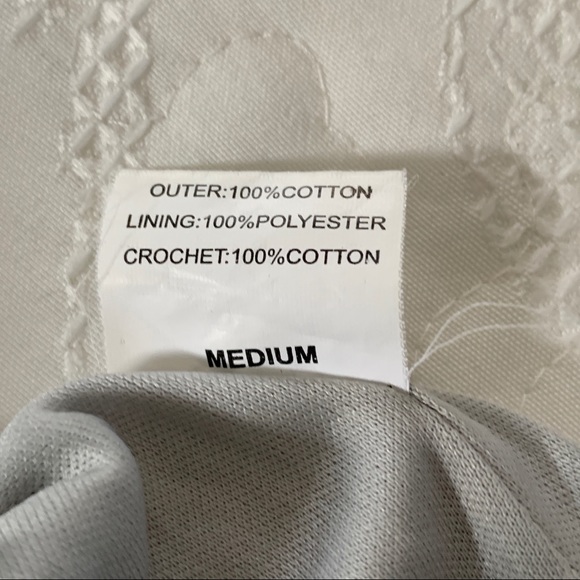 OUTER:100%COTTON
LINING:100%POLYESTER
CROCHET:100%COTTON
MEDIUM